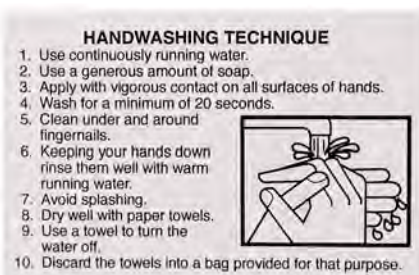 HANDWASHING TECHNIQUE
1. Use continuously running water.
2. Use a generous amount of soap.
3. Apply with vigorous contact on all surfaces of hands.
4. Wash for a minimum of 20 seconds.
5. Clean under and around
fingernails.
6. Keeping your hands down
rinse them well with warm
running water.
7. Avoid splashing.
8. Dry well with paper towels.
9. Use a towel to turn the
water off.
10. Discard the towels into a bag provided for that purpose.